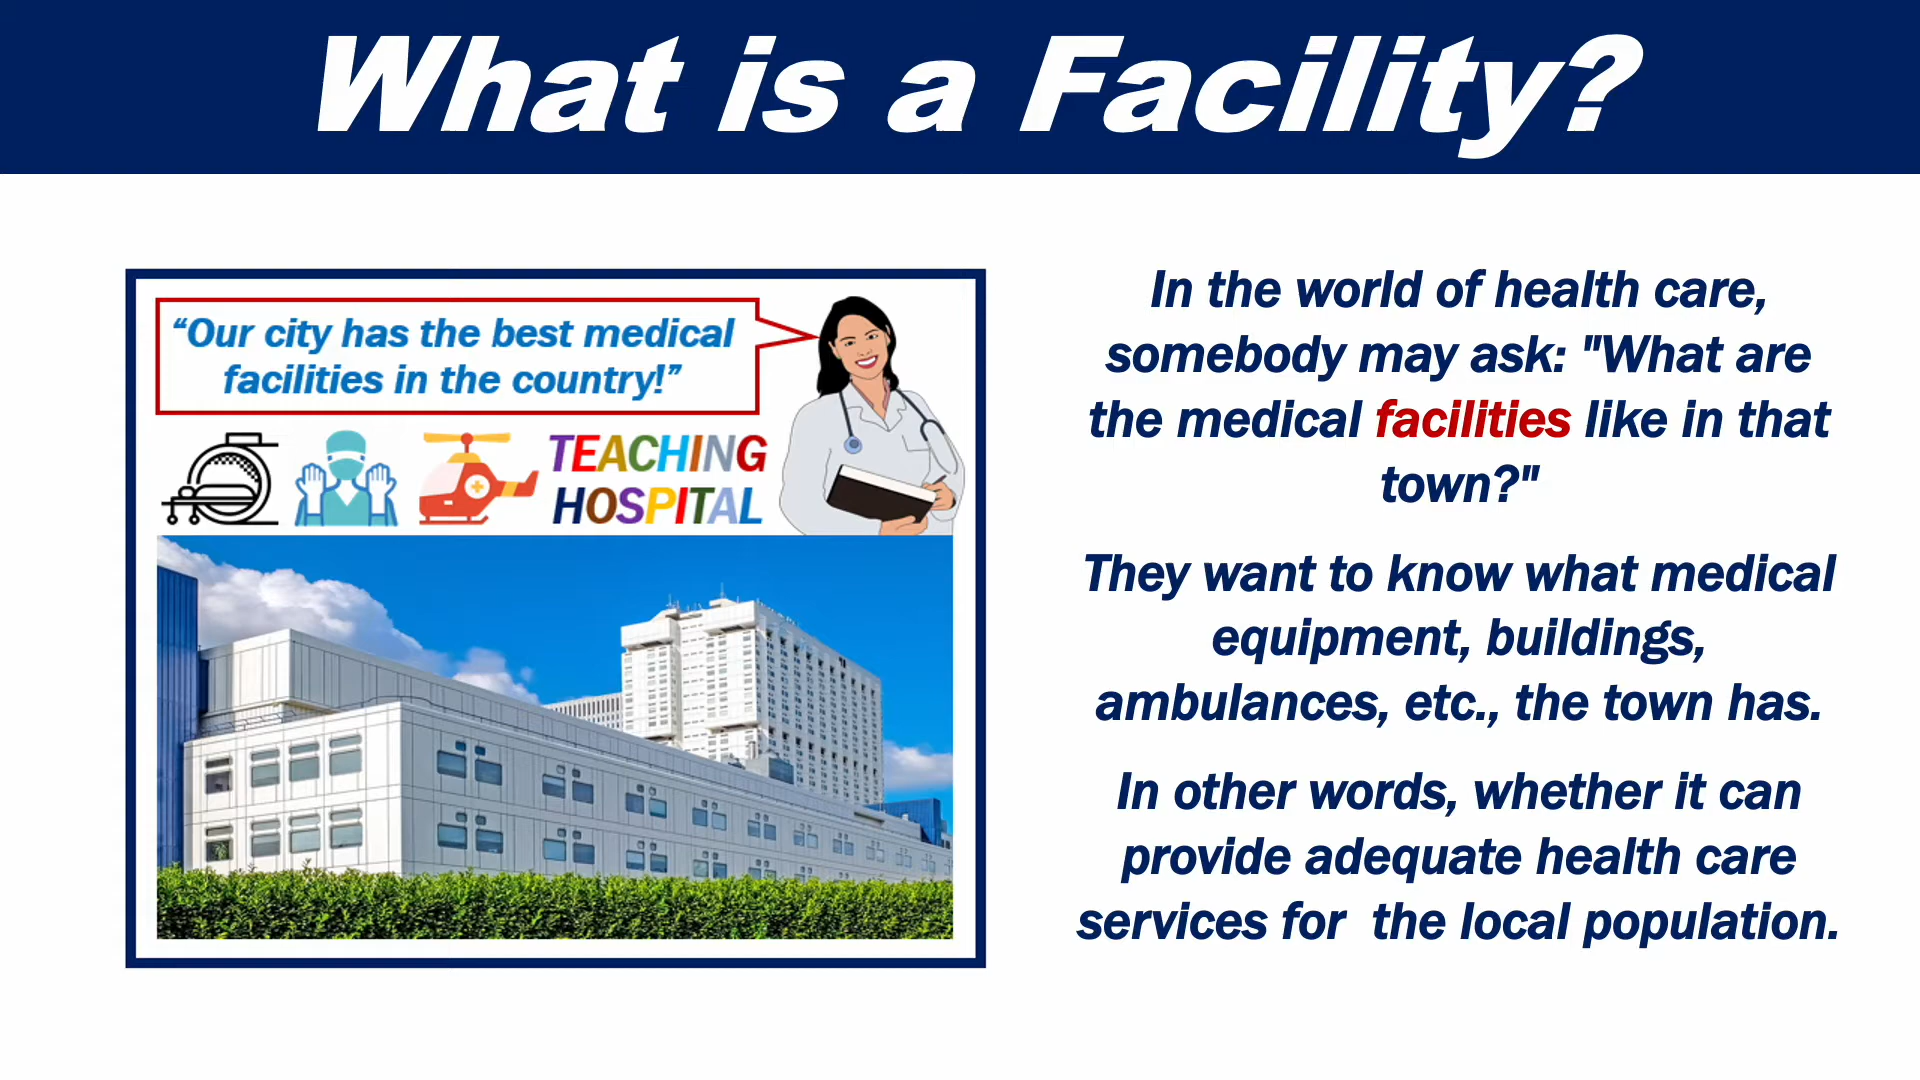 What is a Facility?
“Our city has the best medical
facilities in the country!”
TEACHING
HOSPITAL
In the world of health care,
somebody may ask: "What are
the medical facilities like in that
town?"
They want to know what medical
equipment, buildings,
ambulances, etc., the town has.
In other words, whether it can
provide adequate health care
services for  the local population.